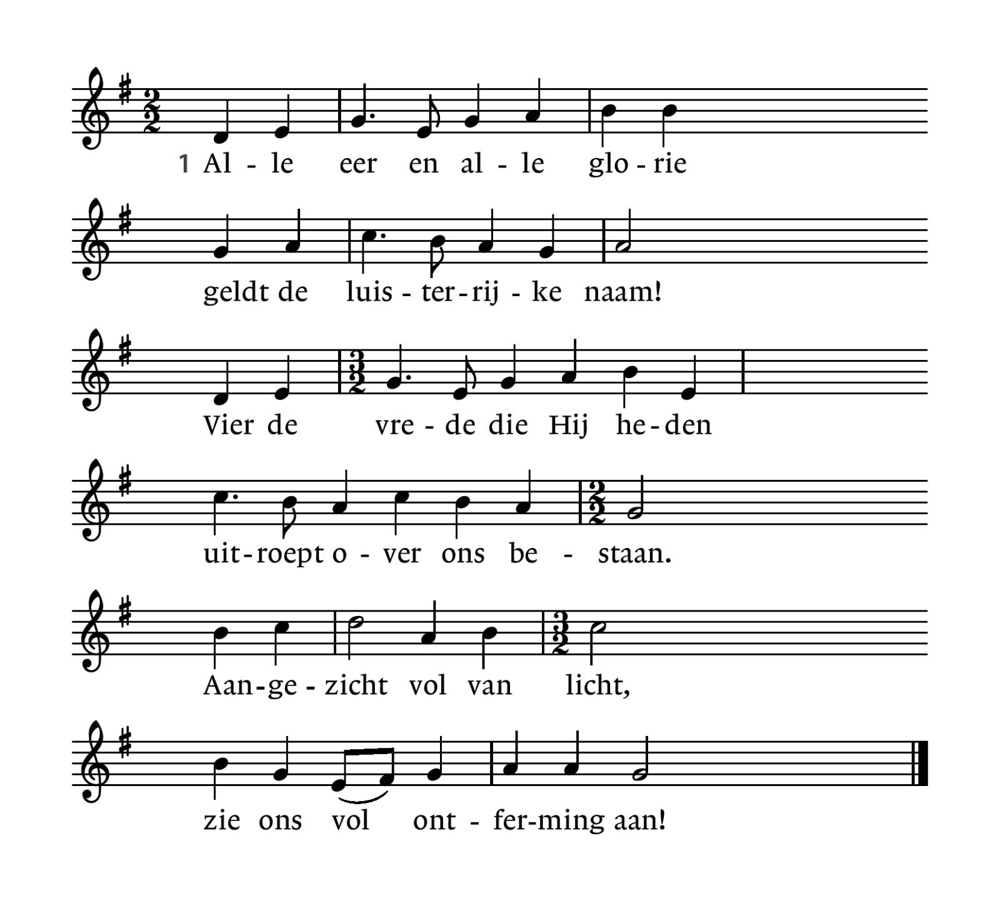 1 Al - le eer en al - le glo - rie
geldt de luis - ter - rij - ke naam!
Vier de vre - de die Hij he - den
uit - roept o - ver ons be - staan.
Aan - ge - zicht vol van licht,
zie ons vol ont - fer - ming aan!